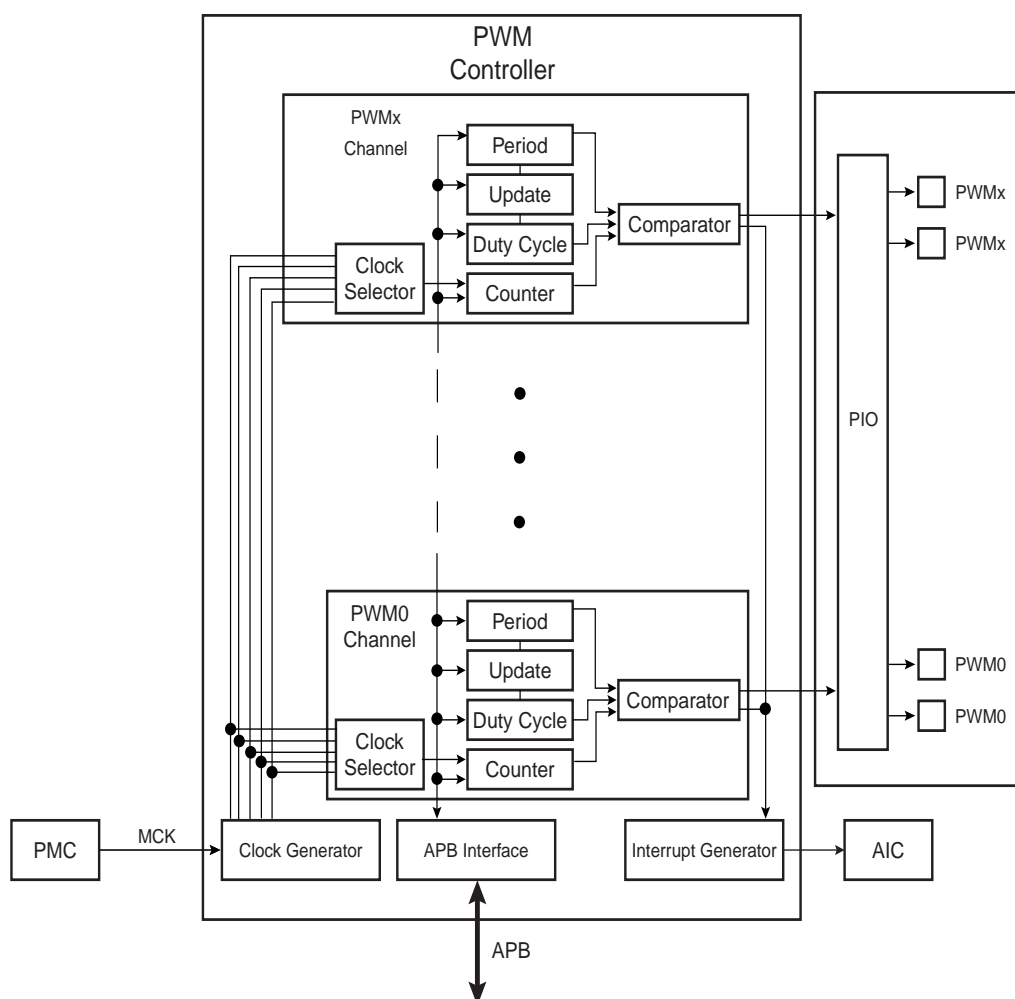 PWM
Controller
PWMx
Channel
Period
Update
Duty Cycle
Counter
Clock
Selector
Comparator
PIO
PWMx
PWMx
PWM0
Channel
Period
Update
Duty Cycle
Counter
Clock
Selector
Comparator
PWM0
PWM0
PMC
MCK
Clock Generator
APB Interface
Interrupt Generator
AIC
APB